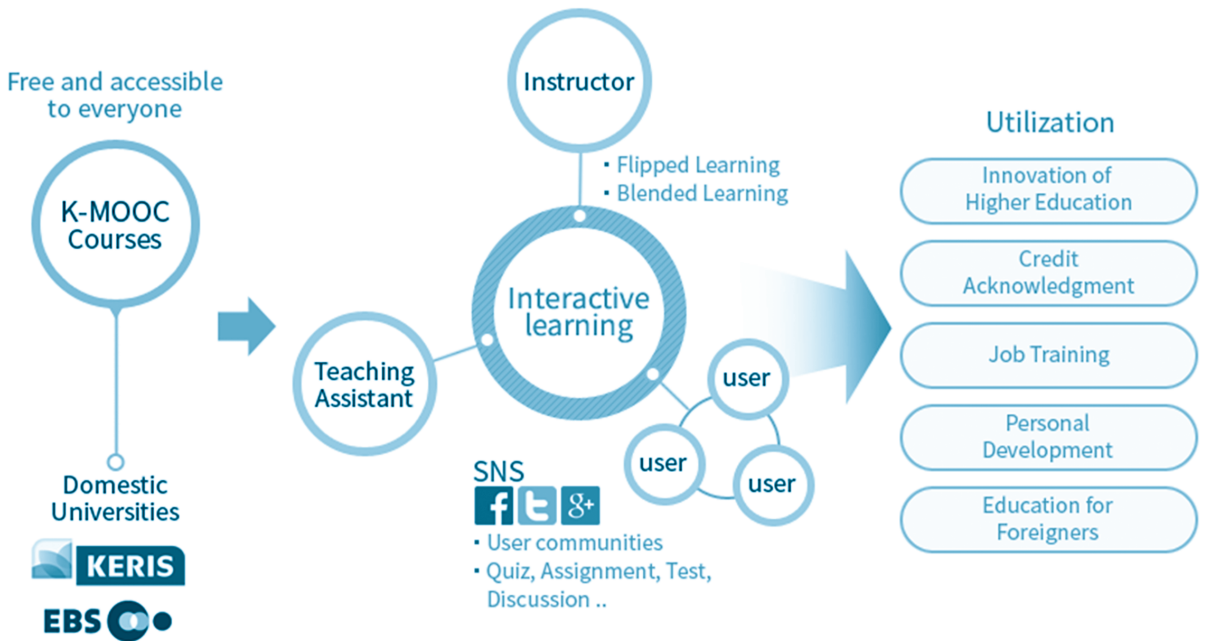 Free and accessible
to everyone
K-MOOC
Courses
Domestic
Universities
KERIS
EBS
Instructor
▪ Flipped Learning
▪ Blended Learning
Interactive
learning
Teaching
Assistant
user
user
user
SNS
f
t
g+
▪ User communities
▪ Quiz, Assignment, Test,
Discussion ..
Utilization
Innovation of
Higher Education
Credit
Acknowledgment
Job Training
Personal
Development
Education for
Foreigners